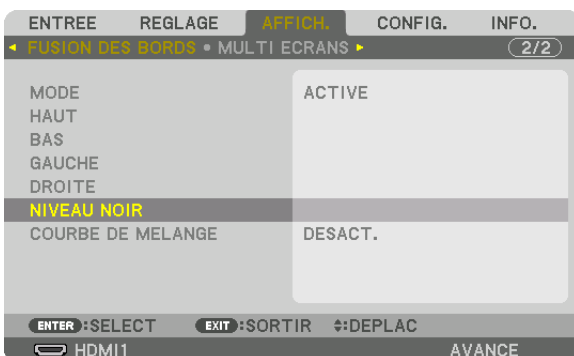 ENTREE REGLAGE AFFICH. CONFIG. INFO.
FUSION DES BORDS • MULTI ECRANS 2/2
MODE ACTIVE
HAUT
BAS
GAUCHE
DROITE
NIVEAU NOIR
COURBE DE MELANGE DESACT.
ENTER :SELECT EXIT :SORTIR :DEPLAC
HDMI1 AVANCE